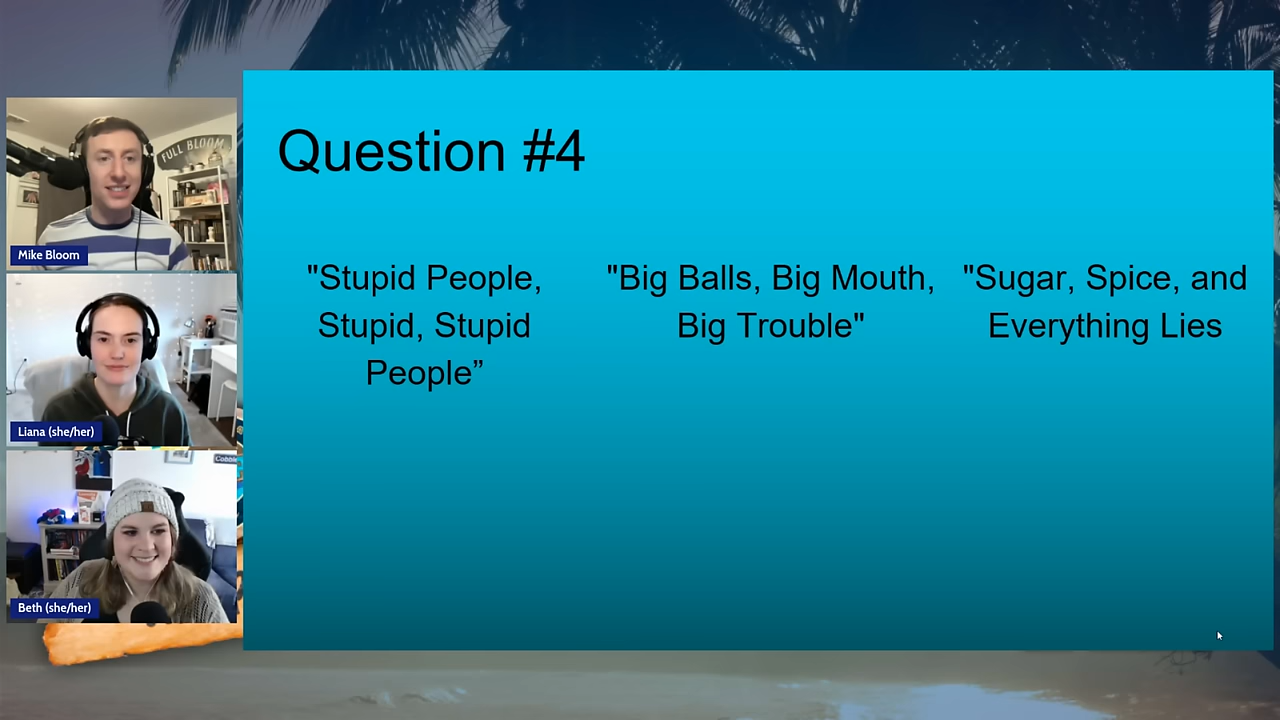 FULL BLOOM
Mike Bloom
Liana (she/her)
Beth (she/her)
Question #4
"Stupid People,
Stupid, Stupid
People”
"Big Balls, Big Mouth,
Big Trouble"
"Sugar, Spice, and
Everything Lies